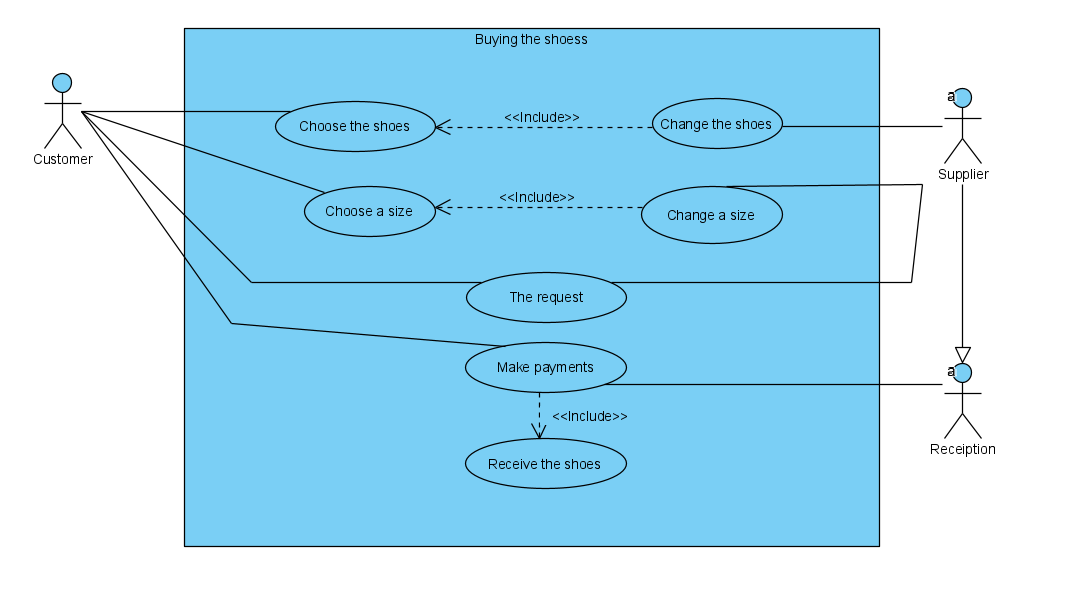 Buying the shoess
Customer
Choose the shoes
<<Include>>
Change the shoes
a
Supplier
Choose a size
<<Include>>
Change a size
The request
Make payments
a
<<Include>>
Receiption
Receive the shoes